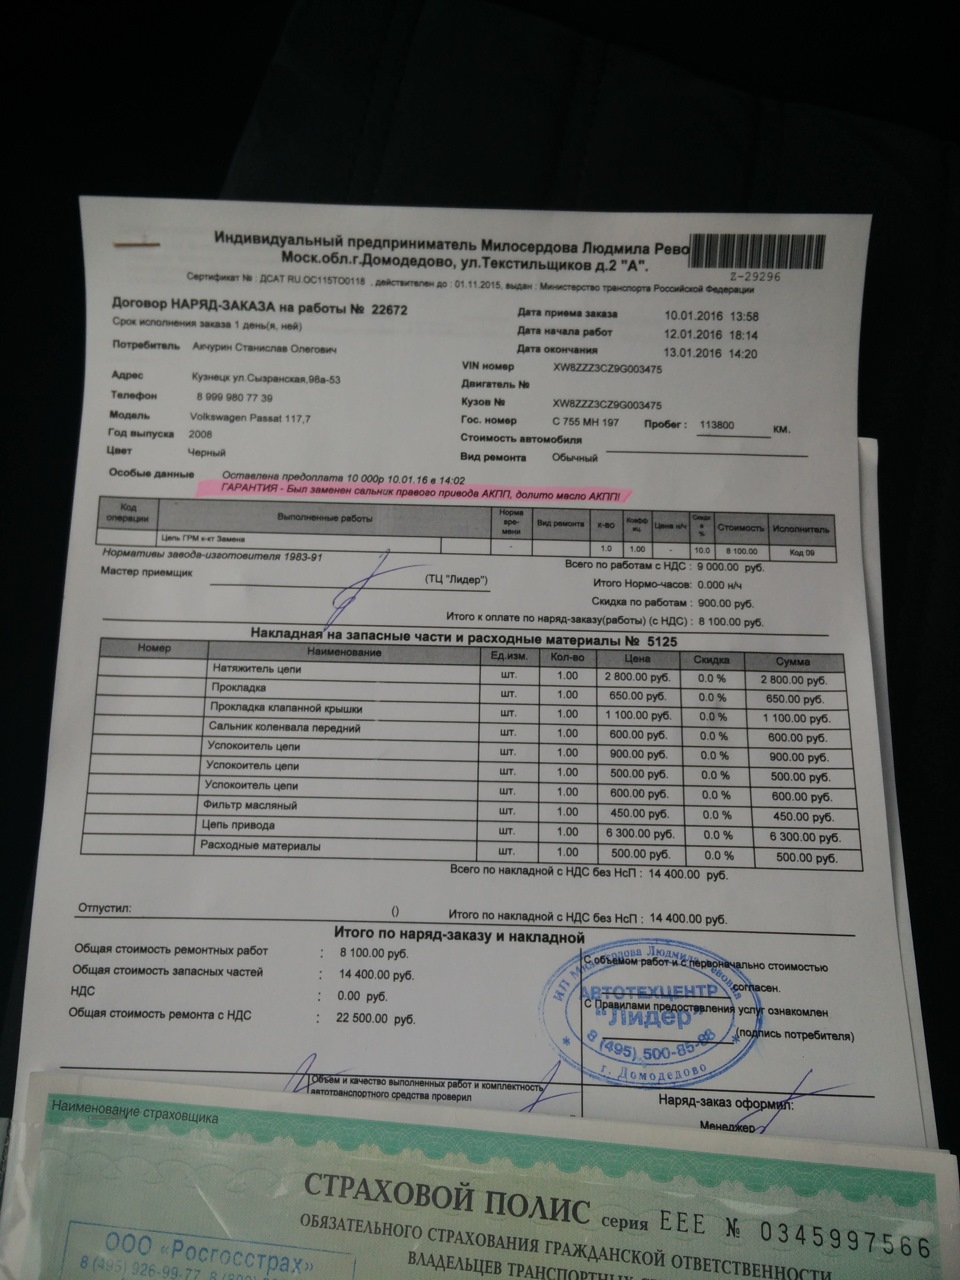 Индивидуальный предприниматель Милосердова Людмила Рево
Моск.обл.г.Домодедово, ул.Текстильщиков д.2 "А".
Z-29296
Сертификат № : ДСАТ RU.ОС115ТО0118 , действителен до : 01.11.2015, выдан : Министерство транспорта Российской Федерации
Договор НАРЯД-ЗАКАЗА на работы № 22672
Срок исполнения заказа 1 день(я, ней)
Дата приема заказа 10.01.2016 13:58
Дата начала работ 12.01.2016 18:14
Дата окончания 13.01.2016 14:20
Потребитель Акчурин Станислав Олегович
VIN номер XW8ZZZ3CZ9G003475
Двигатель №
Адрес Кузнецк ул.Сызранская,98а-53
Кузов № XW8ZZZ3CZ9G003475
Телефон 8 999 980 77 39
Гос. номер С 755 МН 197 Пробег : 113800 КМ.
Модель Volkswagen Passat 117,7
Стоимость автомобиля
Год выпуска 2008
Вид ремонта Обычный
Цвет Черный
Особые данные Оставлена предоплата 10 000р 10.01.16 в 14:02
ГАРАНТИЯ - Был заменен сальник правого привода АКПП, долито масло АКПП!
Код операции Выполненные работы Норма вре- мени Вид ремонта к-во Коэфф иц. Цена н/ч Скидк а % Стоимость Исполнитель
Цепь ГРМ к-кт Замена - 1.0 1.00 - 10.0 8 100.00 Код 09
Нормативы завода-изготовителя 1983-91
Всего по работам с НДС : 9 000.00 руб.
Мастер приемщик (ТЦ "Лидер")
Итого Нормо-часов: 0.000 н/ч
Скидка по работам : 900.00 руб.
Итого к оплате по наряд-заказу(работы) (с НДС) : 8 100.00 руб.
Накладная на запасные части и расходные материалы № 5125
Номер Наименование Ед.изм. Кол-во Цена Скидка Сумма
Натяжитель цепи шт. 1.00 2 800.00 руб. 0.0 % 2 800.00 руб.
Прокладка шт. 1.00 650.00 руб. 0.0 % 650.00 руб.
Прокладка клапанной крышки шт. 1.00 1 100.00 руб. 0.0 % 1 100.00 руб.
Сальник коленвала передний шт. 1.00 600.00 руб. 0.0 % 600.00 руб.
Успокоитель цепи шт. 1.00 900.00 руб. 0.0 % 900.00 руб.
Успокоитель цепи шт. 1.00 500.00 руб. 0.0 % 500.00 руб.
Успокоитель цепи шт. 1.00 600.00 руб. 0.0 % 600.00 руб.
Фильтр масляный шт. 1.00 450.00 руб. 0.0 % 450.00 руб.
Цепь привода шт. 1.00 6 300.00 руб. 0.0 % 6 300.00 руб.
Расходные материалы шт. 1.00 500.00 руб. 0.0 % 500.00 руб.
Всего по накладной с НДС без НсП : 14 400.00 руб.
Отпустил: () Итого по накладной с НДС без НсП : 14 400.00 руб.
Итого по наряд-заказу и накладной
Общая стоимость ремонтных работ : 8 100.00 руб.
Общая стоимость запасных частей : 14 400.00 руб.
НДС : 0.00 руб.
Общая стоимость ремонта с НДС : 22 500.00 руб.
С объемом работ и с первоначально стоимостью
согласен.
С Правилами предоставления услуг ознакомлен
(подпись потребителя)
ИП Милосердова Людмила Револовна
АВТОТЕХЦЕНТР
"Лидер"
8 (495) 500-85-88
г. Домодедово
Объем и качество выполненных работ и комплектность
автотранспортного средства проверил
Наряд-заказ оформил:
Менеджер
Наименование страховщика
СТРАХОВОЙ ПОЛИС серия ЕЕЕ № 0345997566
ОБЯЗАТЕЛЬНОГО СТРАХОВАНИЯ ГРАЖДАНСКОЙ ОТВЕТСТВЕННОСТИ
ВЛАДЕЛЬЦЕВ ТРАНСПОРТНЫХ
ООО «Росгосстрах»
8 (495) 926-99-77